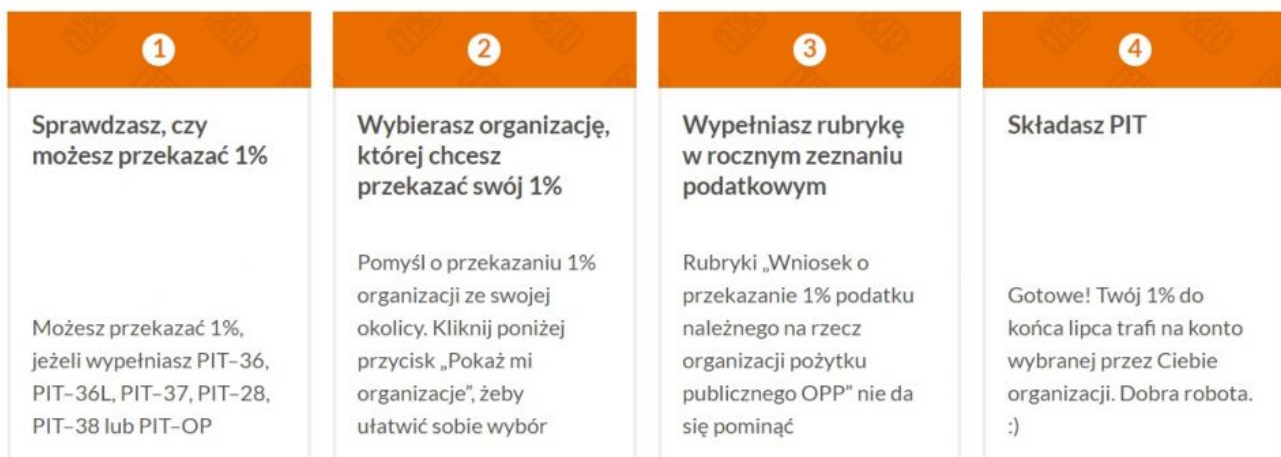 1
Sprawdzasz, czy
możesz przekazać 1%
Możesz przekazać 1%,
jeżeli wypełniasz PIT–36,
PIT–36L, PIT–37, PIT–28,
PIT–38 lub PIT–OP
2
Wybierasz organizację,
której chcesz
przekazać swój 1%
Pomyśl o przekazaniu 1%
organizacji ze swojej
okolicy. Kliknij poniżej
przycisk „Pokaż mi
organizacje”, żeby
ułatwić sobie wybór
3
Wypełniasz rubrykę
w rocznym zeznaniu
podatkowym
Rubryki „Wniosek o
przekazanie 1% podatku
należnego na rzecz
organizacji pożytku
publicznego OPP” nie da
się pominąć
4
Składasz PIT
Gotowe! Twój 1% do
końca lipca trafi na konto
wybranej przez Ciebie
organizacji. Dobra robota.
:)